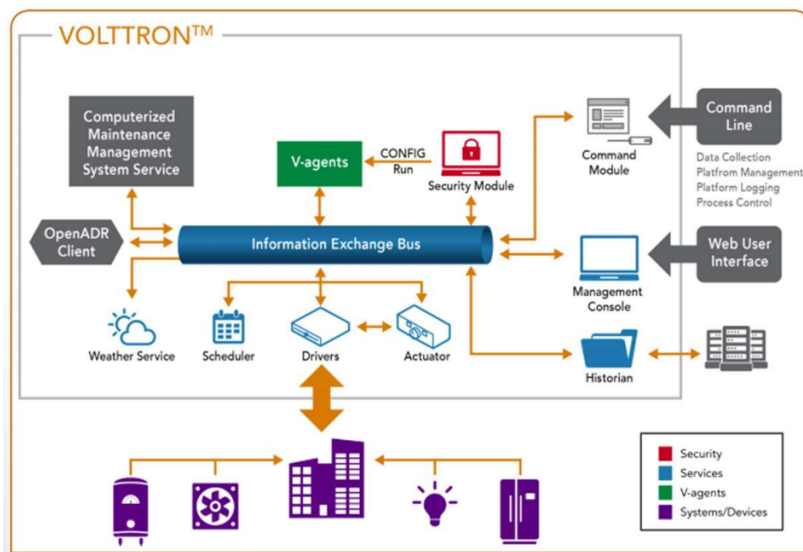 VOLTTRON™
Computerized
Maintenance
Management
System Service
V-agents
CONFIG
Run
Security Module
Command
Module
Command
Line
Data Collection
Platfrom Management
Platform Logging
Process Control
OpenADR
Client
Information Exchange Bus
Web User
Interface
Management
Console
Weather Service
Scheduler
Drivers
Actuator
Historian
Security
Services
V-agents
Systems/Devices